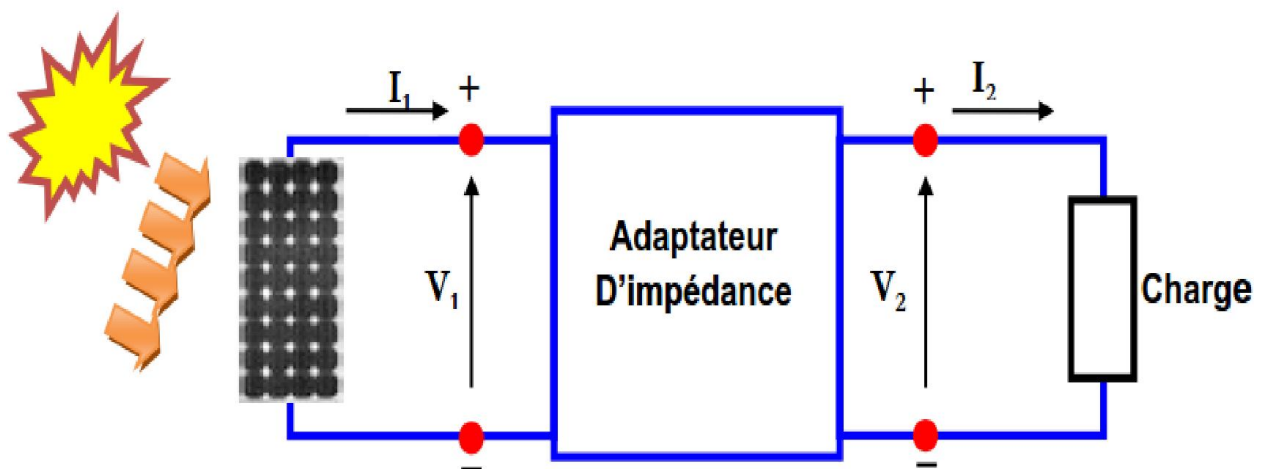 I₁ +
+ I₂
V₁
Adaptateur
D'impédance
V₂
Charge
−
−